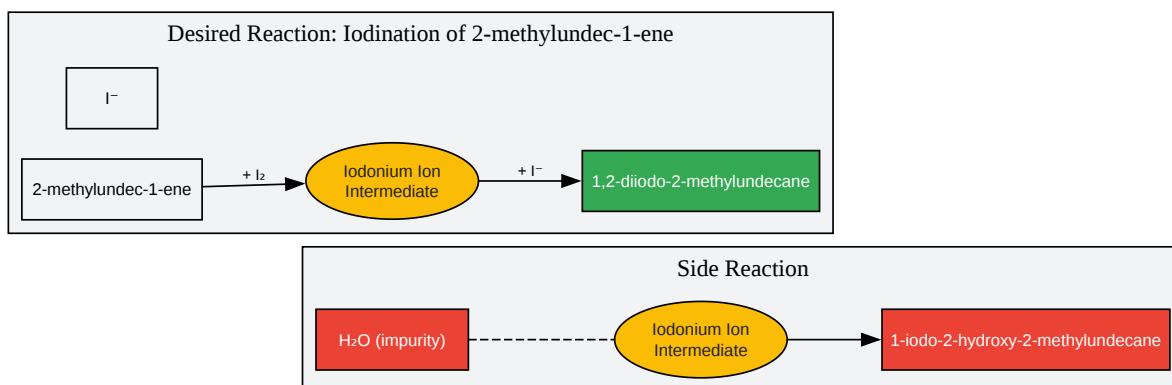 Desired Reaction: Iodination of 2-methylundec-1-ene
I⁻
2-methylundec-1-ene
+ I₂
Iodonium Ion
Intermediate
+ I⁻
1,2-diiodo-2-methylundecane
Side Reaction
H₂O (impurity)
Iodonium Ion
Intermediate
1-iodo-2-hydroxy-2-methylundecane